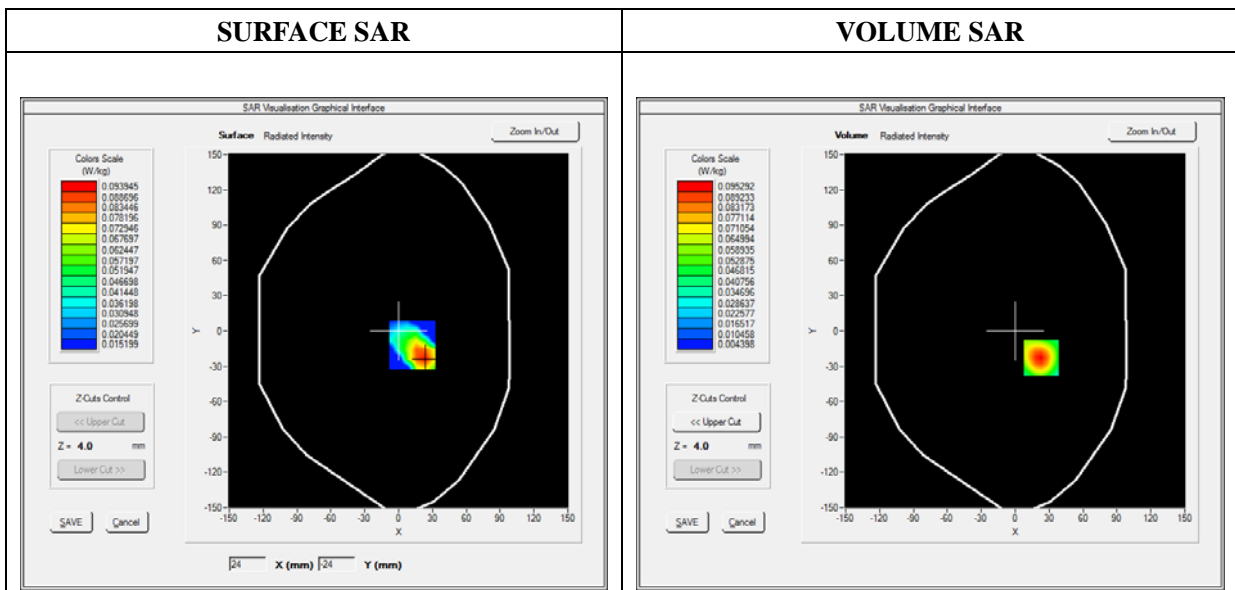 SURFACE SAR
VOLUME SAR
SAR Visualisation Graphical Interface
Surface Radiated Intensity
Zoom In/Out
Colors Scale
(W/kg)
0.093945
0.088696
0.083446
0.078196
0.072946
0.067697
0.062447
0.057197
0.051947
0.046698
0.041448
0.036198
0.030948
0.025699
0.020449
0.015199
Z-Cuts Control
<< Upper Cut
Z = 4.0 mm
Lower Cut >>
SAVE Cancel
150
120
90
60
30
0
-30
-60
-90
-120
-150
Y
-150 -120 -90 -60 -30 0 30 60 90 120 150
X
24 X (mm) -24 Y (mm)
SAR Visualisation Graphical Interface
Volume Radiated Intensity
Zoom In/Out
Colors Scale
(W/kg)
0.095292
0.089233
0.083173
0.077114
0.071054
0.064994
0.058935
0.052875
0.046815
0.040756
0.034696
0.028637
0.022577
0.016517
0.010458
0.004398
Z-Cuts Control
<< Upper Cut
Z = 4.0 mm
Lower Cut >>
SAVE Cancel
150
120
90
60
30
0
-30
-60
-90
-120
-150
Y
-150 -120 -90 -60 -30 0 30 60 90 120 150
X